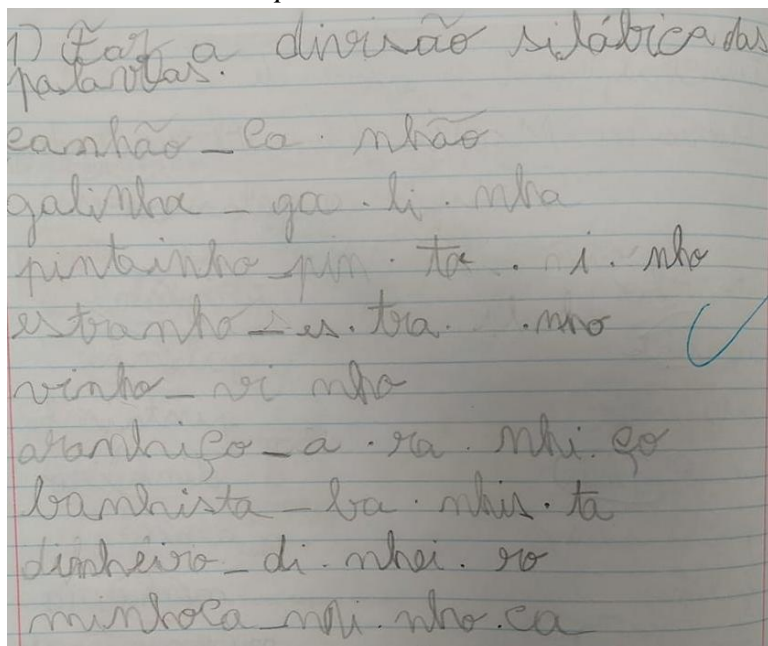 1) Faz a divisão silábica das
palavras.
canhão - ca. nhão
galinha - ga. li. nha
pintainho - pin. ta. i. nho
estranho - es. tra. . nho
vinho - vi nho
aranhiço - a. ra. nhi. ço
banhista - ba. nhis. ta
dinheiro - di. nhei. ro
minhoca - mi. nho. ca